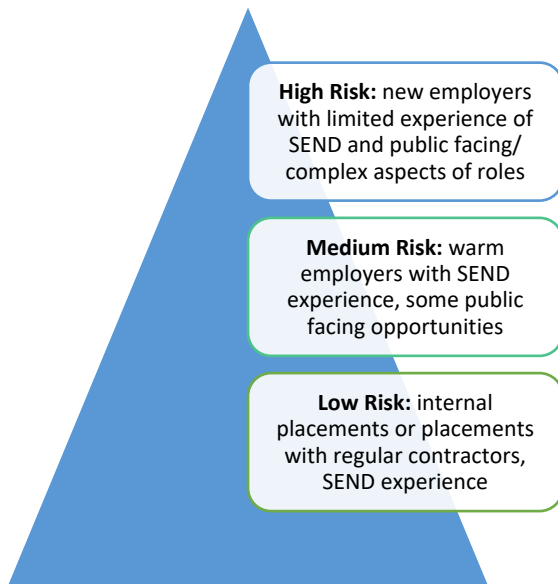 High Risk: new employers
with limited experience of
SEND and public facing/
complex aspects of roles
Medium Risk: warm
employers with SEND
experience, some public
facing opportunities
Low Risk: internal
placements or placements
with regular contractors,
SEND experience